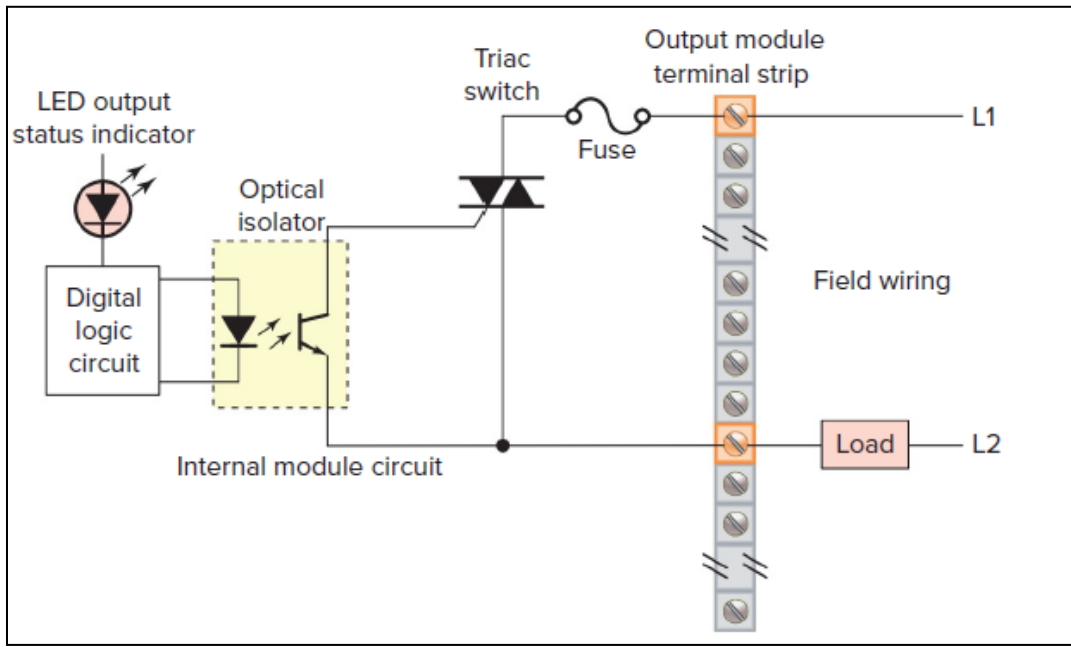 Output module
terminal strip
Triac
switch
LED output
status indicator
L1
Fuse
Optical
isolator
Digital
logic
circuit
Field wiring
Load
L2
Internal module circuit